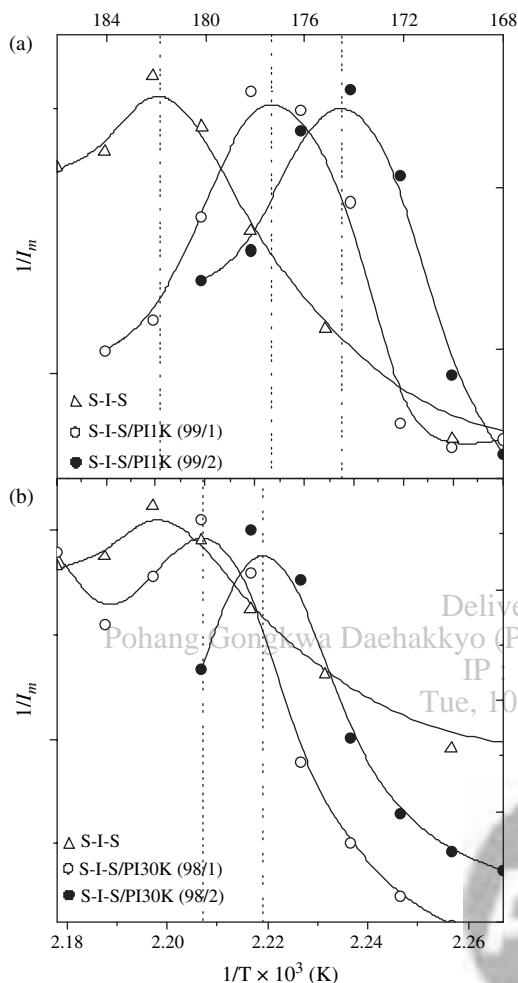 184 180 176 172 168
(a)
1/Im
△ S-I-S
○ S-I-S/PI1K (99/1)
● S-I-S/PI1K (99/2)
(b)
1/Im
Delive
Pohang Gongkwa Daehakkyo (P
IP :
Tue, 10
△ S-I-S
○ S-I-S/PI30K (98/1)
● S-I-S/PI30K (98/2)
2.18 2.20 2.22 2.24 2.26
1/T × 10³ (K)